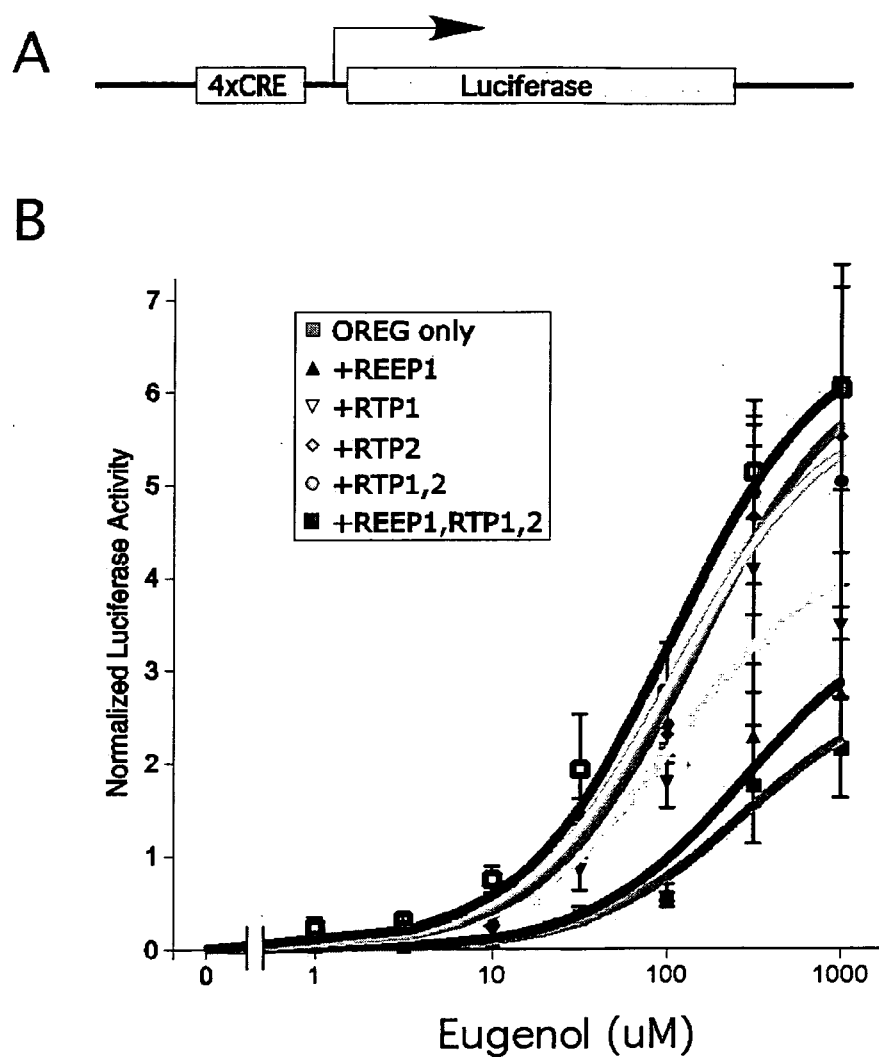 A
4xCRE
Luciferase
B
Normalized Luciferase Activity
7
6
5
4
3
2
1
0
OREG only
+REEP1
+RTP1
+RTP2
+RTP1,2
+REEP1,RTP1,2
0 1 10 100 1000
Eugenol (uM)